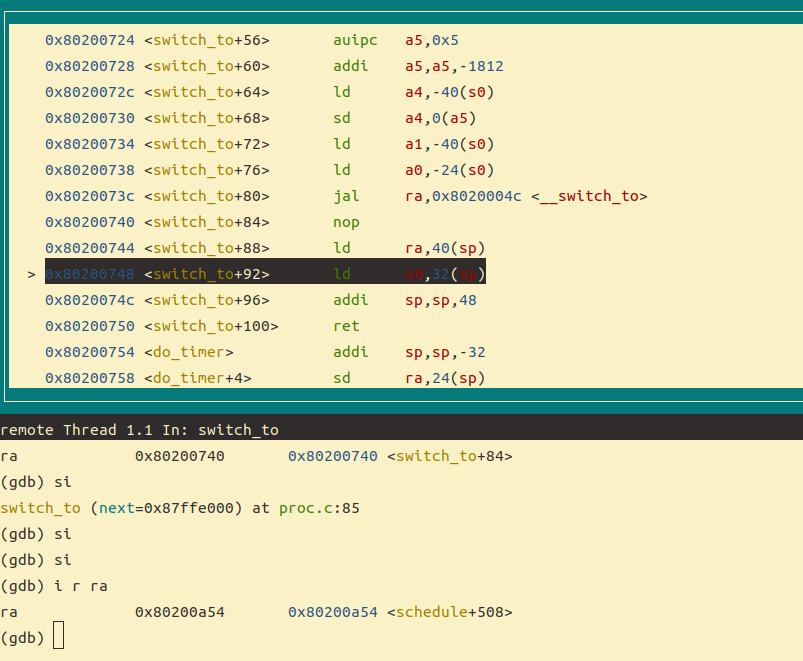 0x80200724 <switch_to+56> auipc a5,0x5
0x80200728 <switch_to+60> addi a5,a5,-1812
0x8020072c <switch_to+64> ld a4,-40(s0)
0x80200730 <switch_to+68> sd a4,0(a5)
0x80200734 <switch_to+72> ld a1,-40(s0)
0x80200738 <switch_to+76> ld a0,-24(s0)
0x8020073c <switch_to+80> jal ra,0x8020004c <__switch_to>
0x80200740 <switch_to+84> nop
0x80200744 <switch_to+88> ld ra,40(sp)
> 0x80200748 <switch_to+92> ld s0,32(sp)
0x8020074c <switch_to+96> addi sp,sp,48
0x80200750 <switch_to+100> ret
0x80200754 <do_timer> addi sp,sp,-32
0x80200758 <do_timer+4> sd ra,24(sp)
remote Thread 1.1 In: switch_to
ra 0x80200740 0x80200740 <switch_to+84>
(gdb) si
switch_to (next=0x87ffe000) at proc.c:85
(gdb) si
(gdb) si
(gdb) i r ra
ra 0x80200a54 0x80200a54 <schedule+508>
(gdb)